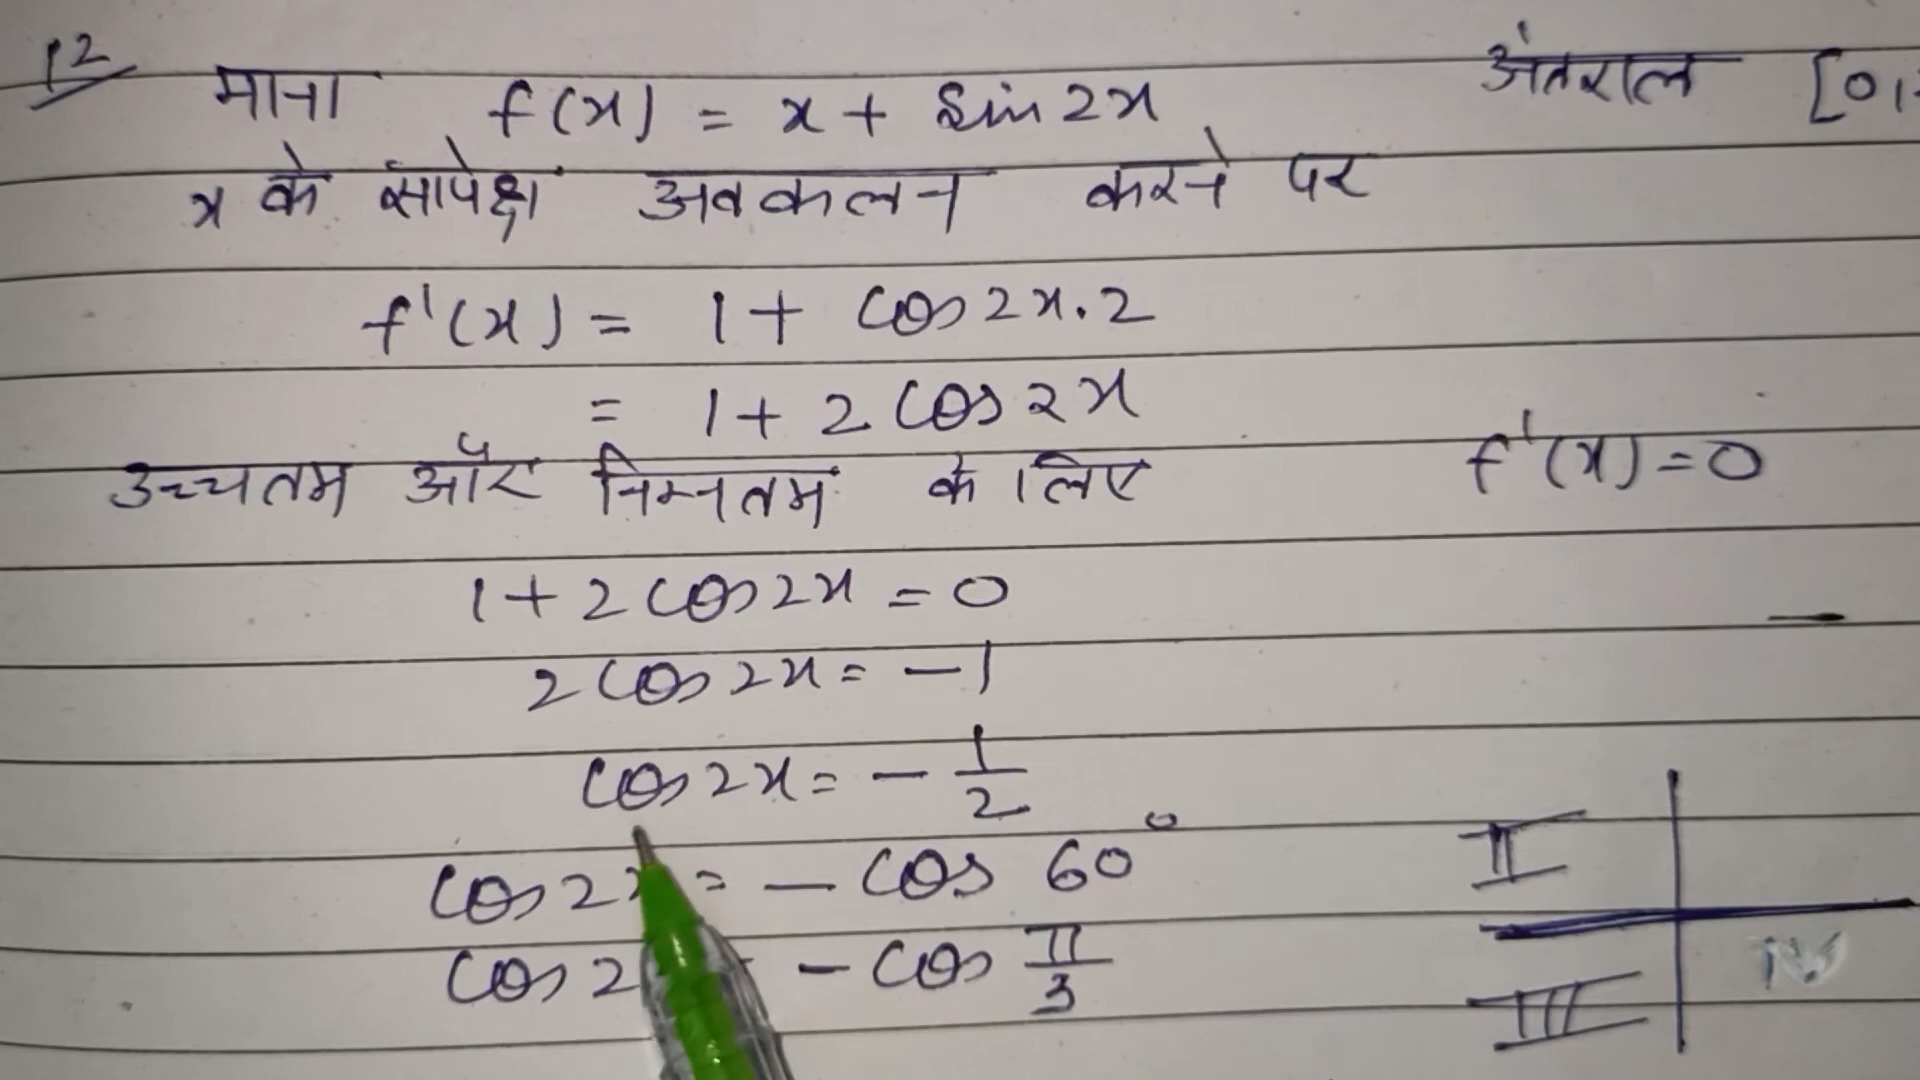 12 माना f(x) = x + sin 2x अंतराल [0,
x के सापेक्ष अवकलन करने पर
f'(x) = 1 + cos 2x . 2
= 1 + 2 cos 2x
उच्चतम और निम्नतम के लिए f'(x) = 0
1 + 2 cos 2x = 0
2 cos 2x = - 1
cos 2x = - 1/2
cos 2x = - cos 60°
II
cos 2 - cos π/3
IV
III